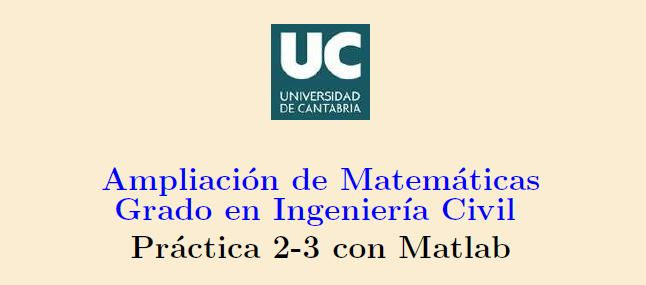 UC
UNIVERSIDAD
DE CANTABRIA
Ampliación de Matemáticas
Grado en Ingeniería Civil
Práctica 2-3 con Matlab